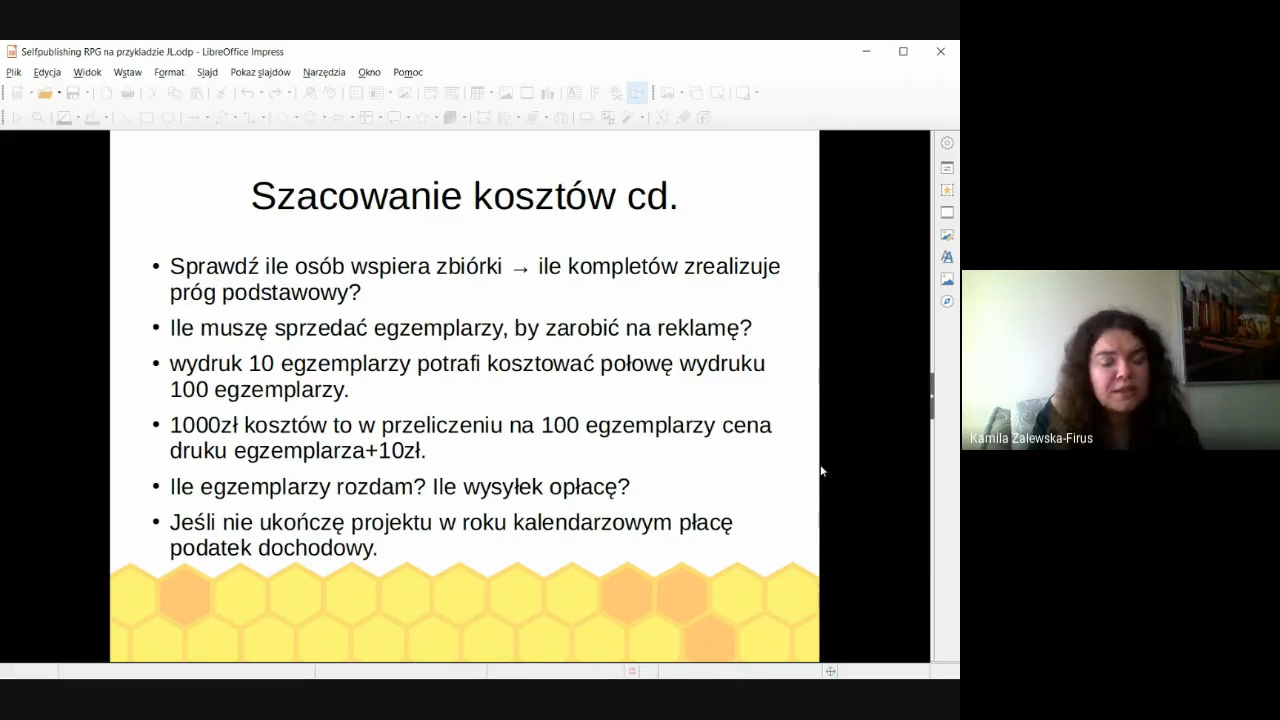 Selfpublishing RPG na przykładzie JL.odp - LibreOffice Impress
Plik Edycja Widok Wstaw Format Slajd Pokaz slajdów Narzędzia Okno Pomoc
Szacowanie kosztów cd.
• Sprawdź ile osób wspiera zbiórki → ile kompletów zrealizuje
próg podstawowy?
• Ile muszę sprzedać egzemplarzy, by zarobić na reklamę?
• wydruk 10 egzemplarzy potrafi kosztować połowę wydruku
100 egzemplarzy.
• 1000zł kosztów to w przeliczeniu na 100 egzemplarzy cena
druku egzemplarza+10zł.
• Ile egzemplarzy rozdam? Ile wysyłek opłacę?
• Jeśli nie ukończę projektu w roku kalendarzowym płacę
podatek dochodowy.
Kamila Zalewska-Firus